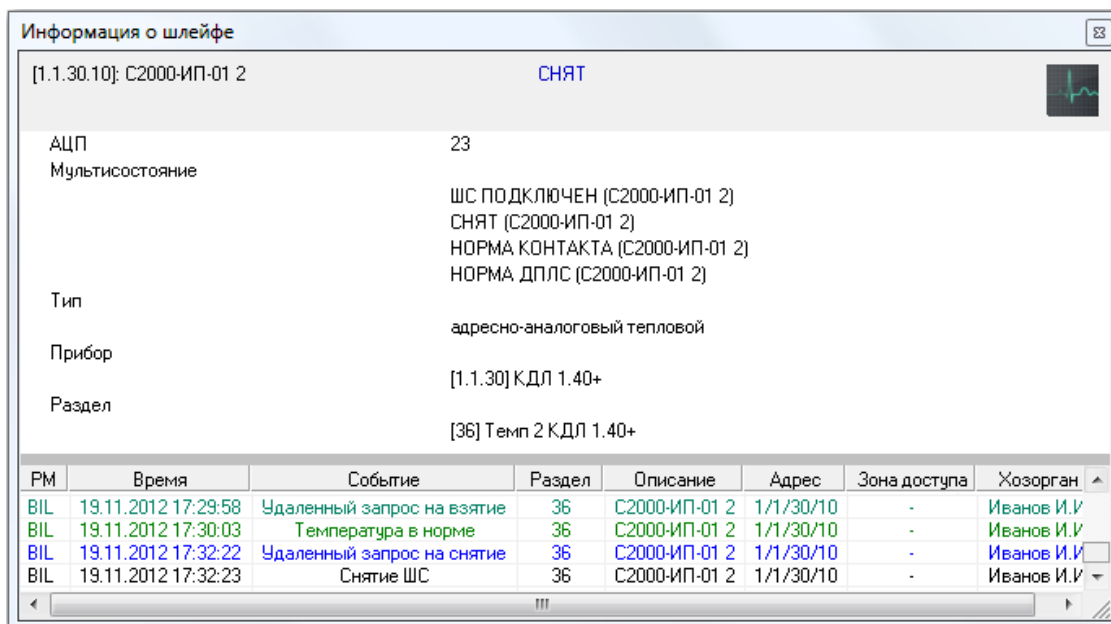 Информация о шлейфе
[1.1.30.10]: С2000-ИП-01 2 СНЯТ
АЦП 23
Мультисостояние
ШС ПОДКЛЮЧЕН (С2000-ИП-01 2)
СНЯТ (С2000-ИП-01 2)
НОРМА КОНТАКТА (С2000-ИП-01 2)
НОРМА ДПЛС (С2000-ИП-01 2)
Тип
адресно-аналоговый тепловой
Прибор
[1.1.30] КДЛ 1.40+
Раздел
[36] Темп 2 КДЛ 1.40+
РМ Время Событие Раздел Описание Адрес Зона доступа Хозорган
BIL 19.11.2012 17:29:58 Удаленный запрос на взятие 36 С2000-ИП-01 2 1/1/30/10 - Иванов И.И
BIL 19.11.2012 17:30:03 Температура в норме 36 С2000-ИП-01 2 1/1/30/10 - Иванов И.И
BIL 19.11.2012 17:32:22 Удаленный запрос на снятие 36 С2000-ИП-01 2 1/1/30/10 - Иванов И.И
BIL 19.11.2012 17:32:23 Снятие ШС 36 С2000-ИП-01 2 1/1/30/10 - Иванов И.И